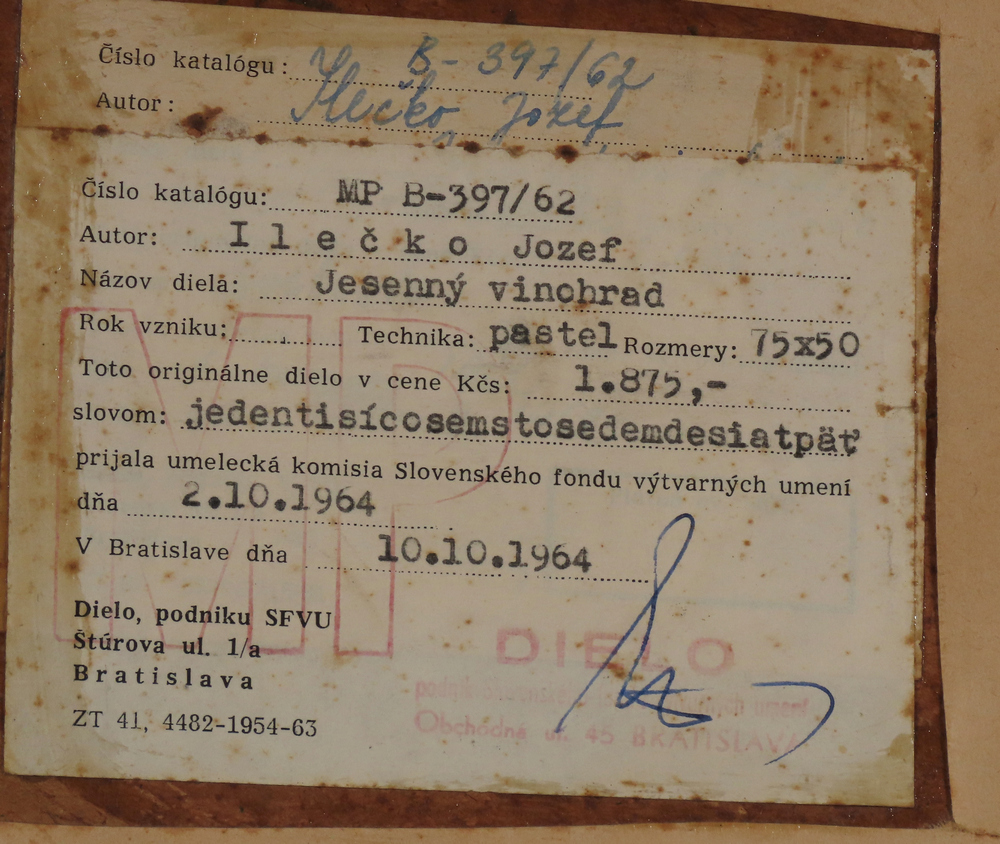 Číslo katalógu: B-397/62
Autor: Ilečko, Jozef
Číslo katalógu: MP B-397/62
Autor: Ilečko Jozef
Názov diela: Jesenný vinohrad
Rok vzniku: Technika: pastel Rozmery: 75x50
Toto originálne dielo v cene Kčs: 1.875,-
slovom: jedentisícosemstosedemdesiatpäť
prijala umelecká komisia Slovenského fondu výtvarných umení
dňa 2.10.1964
V Bratislave dňa 10.10.1964
MP
Dielo, podniku SFVU
Štúrova ul. 1/a
Bratislava
ZT 41, 4482-1954-63
DIELO
Obchodná ul. 45 BRATISLAVA